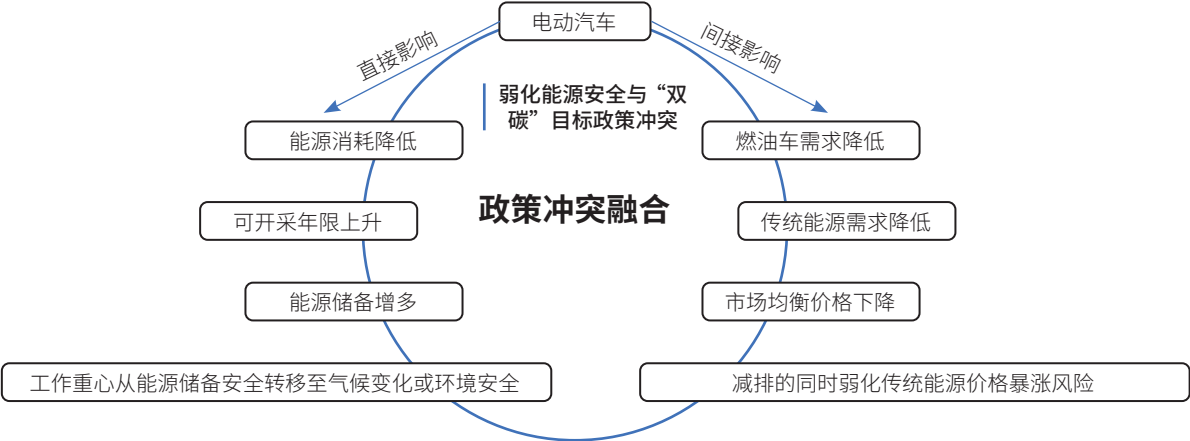 电动汽车
直接影响
间接影响
弱化能源安全与“双
碳”目标政策冲突
能源消耗降低
燃油车需求降低
政策冲突融合
可开采年限上升
传统能源需求降低
能源储备增多
市场均衡价格下降
工作重心从能源储备安全转移至气候变化或环境安全
减排的同时弱化传统能源价格暴涨风险